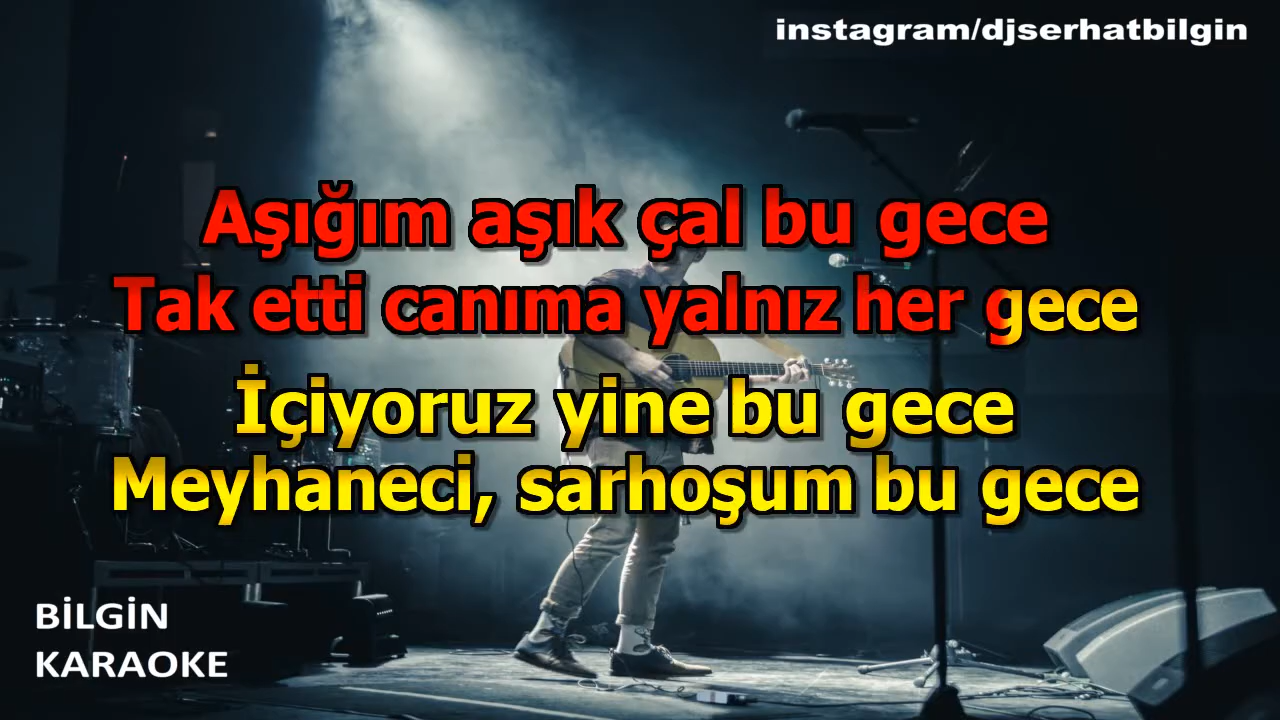 instagram/djserhatbilgin
Aşığım aşık çal bu gece
Tak etti canıma yalnız her gece
İçiyoruz yine bu gece
Meyhaneci, sarhoşum bu gece
BİLGİN
KARAOKE